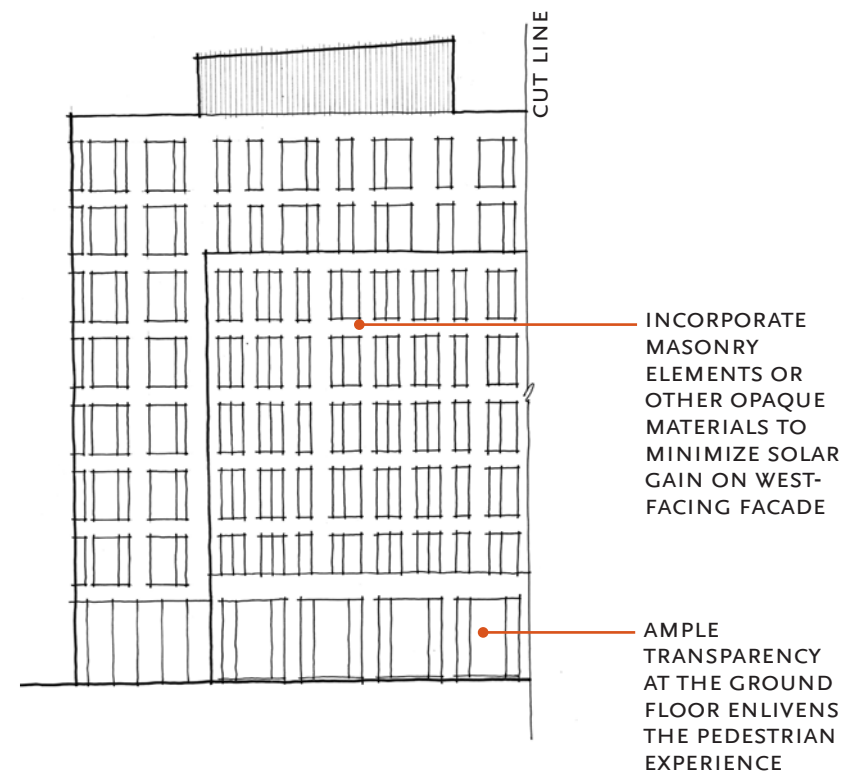 CUT LINE
INCORPORATE
MASONRY
ELEMENTS OR
OTHER OPAQUE
MATERIALS TO
MINIMIZE SOLAR
GAIN ON WEST-
FACING FACADE
AMPLE
TRANSPARENCY
AT THE GROUND
FLOOR ENLIVENS
THE PEDESTRIAN
EXPERIENCE